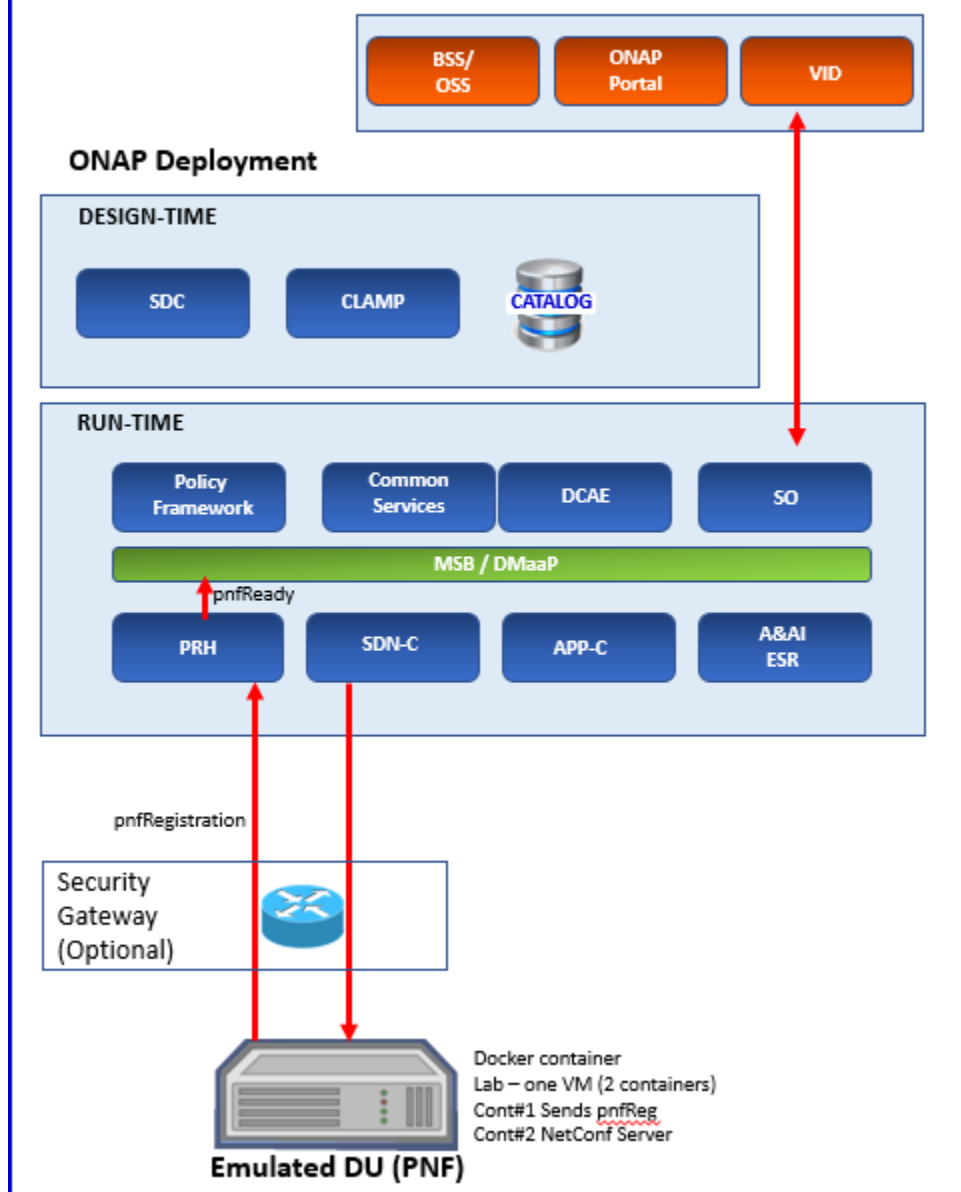 BSS/
OSS
ONAP
Portal
VID
ONAP Deployment
DESIGN-TIME
SDC
CLAMP
CATALOG
RUN-TIME
Policy
Framework
Common
Services
DCAE
SO
MSB / DMaaP
pnfReady
PRH
SDN-C
APP-C
A&AI
ESR
pnfRegistration
Security
Gateway
(Optional)
Docker container
Lab – one VM (2 containers)
Cont#1 Sends pnfReg
Cont#2 NetConf Server
Emulated DU (PNF)